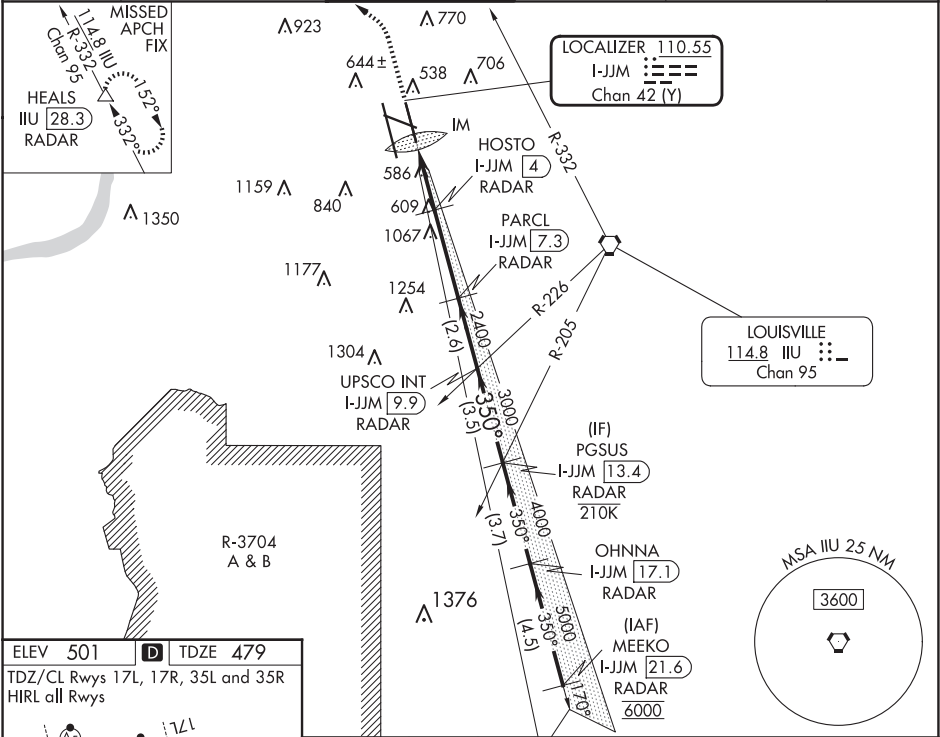 MISSED
APCH
FIX
114.8 IIU
R-332
Chan 95
HEALS
IIU 28.3
RADAR
152°
332°
923
770
644±
538
706
LOCALIZER 110.55
I-JJM
Chan 42 (Y)
IM
R-332
HOSTO
I-JJM 4
RADAR
586
1159
840
609
1350
1067
PARCL
I-JJM 7.3
RADAR
1177
1254
R-226
R-205
2400
(2.6)
LOUISVILLE
114.8 IIU
Chan 95
1304
UPSCO INT
I-JJM 9.9
RADAR
3000
350°
(3.5)
(IF)
PGSUS
I-JJM 13.4
RADAR
210K
4000
350°
(3.7)
R-3704
A & B
OHNNA
I-JJM 17.1
RADAR
MSA IIU 25 NM
3600
1376
5000
350°
(4.5)
(IAF)
MEEKO
I-JJM 21.6
RADAR
6000
170°
ELEV 501 D TDZE 479
TDZ/CL Rwys 17L, 17R, 35L and 35R
HIRL all Rwys
17L